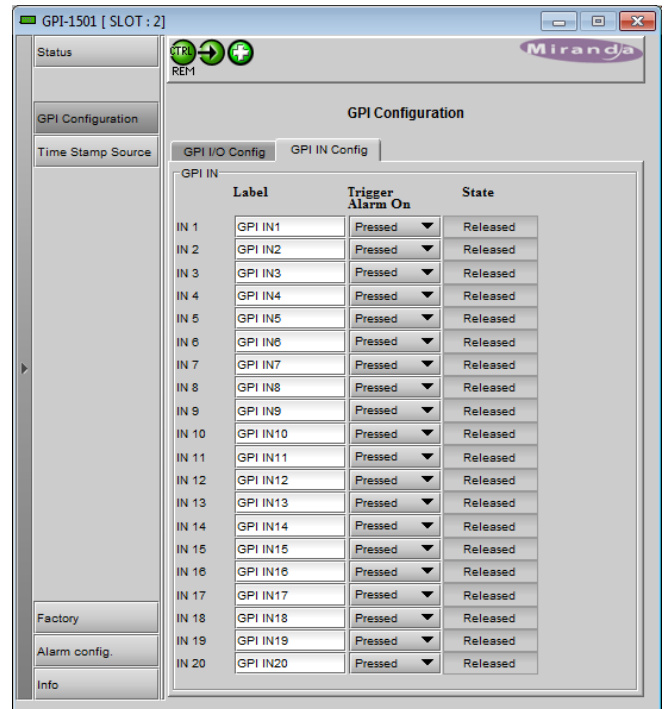 GPI-1501 [ SLOT : 2]
Status
CTRL
REM
Miranda
GPI Configuration
Time Stamp Source
Factory
Alarm config.
Info
GPI Configuration
GPI I/O Config GPI IN Config
GPI IN
Label Trigger Alarm On State
IN 1 GPI IN1 Pressed Released
IN 2 GPI IN2 Pressed Released
IN 3 GPI IN3 Pressed Released
IN 4 GPI IN4 Pressed Released
IN 5 GPI IN5 Pressed Released
IN 6 GPI IN6 Pressed Released
IN 7 GPI IN7 Pressed Released
IN 8 GPI IN8 Pressed Released
IN 9 GPI IN9 Pressed Released
IN 10 GPI IN10 Pressed Released
IN 11 GPI IN11 Pressed Released
IN 12 GPI IN12 Pressed Released
IN 13 GPI IN13 Pressed Released
IN 14 GPI IN14 Pressed Released
IN 15 GPI IN15 Pressed Released
IN 16 GPI IN16 Pressed Released
IN 17 GPI IN17 Pressed Released
IN 18 GPI IN18 Pressed Released
IN 19 GPI IN19 Pressed Released
IN 20 GPI IN20 Pressed Released